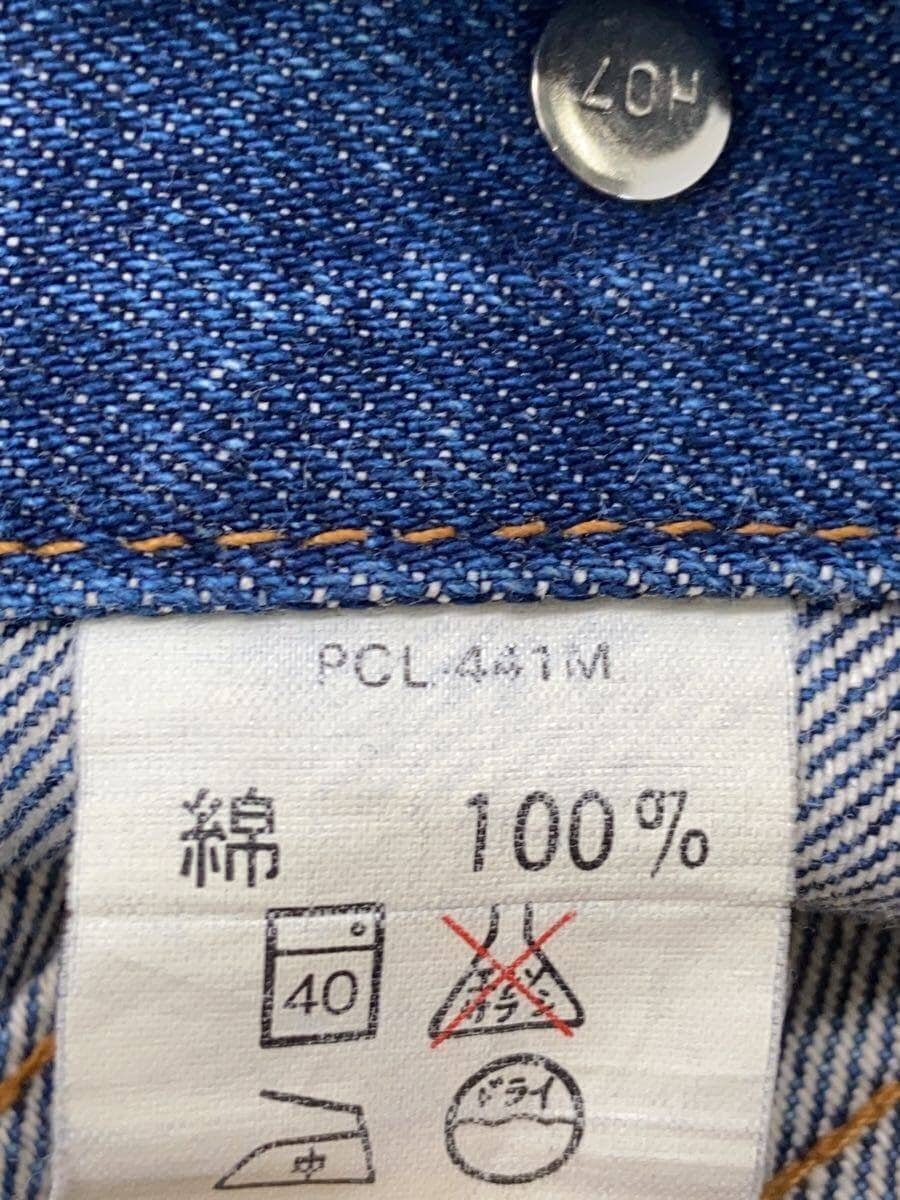 H07
PCL 441M
綿 100%
40
エンソ
サラシ
中
ドライ